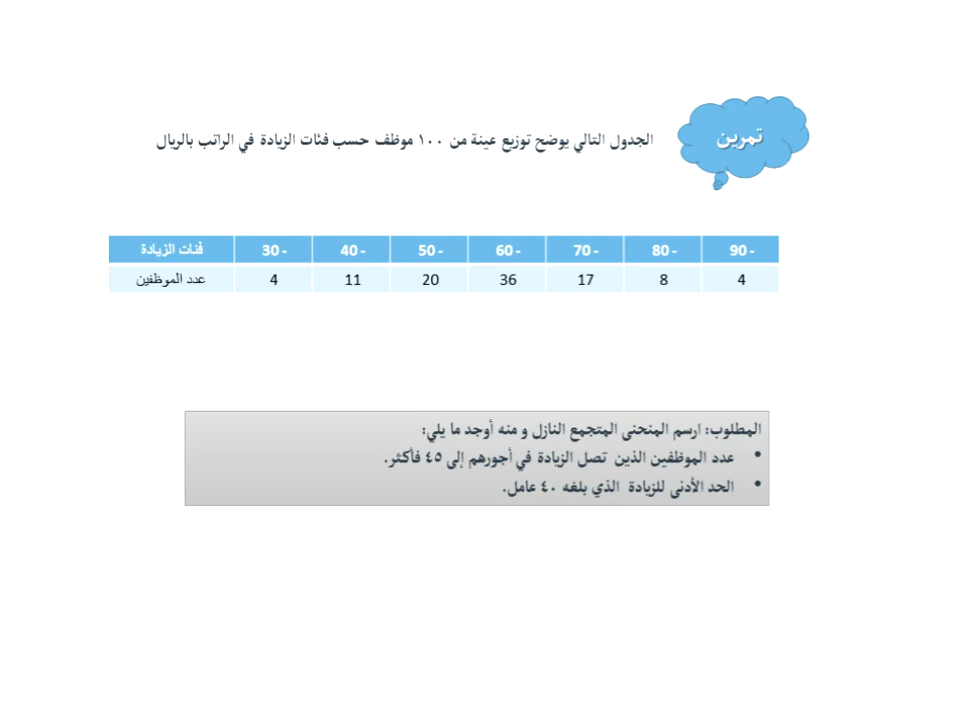 تمرين
الجدول التالي يوضح توزيع عينة من ١٠٠ موظف حسب فئات الزيادة في الراتب بالريال
فئات الزيادة 30 - 40 - 50 - 60 - 70 - 80 - 90 -
عدد الموظفين 4 11 20 36 17 8 4
المطلوب: ارسم المنحنى المتجمع النازل و منه أوجد ما يلي:
• عدد الموظفين الذين تصل الزيادة في أجورهم إلى ٤٥ فأكثر.
• الحد الأدنى للزيادة الذي بلغه ٤٠ عامل.